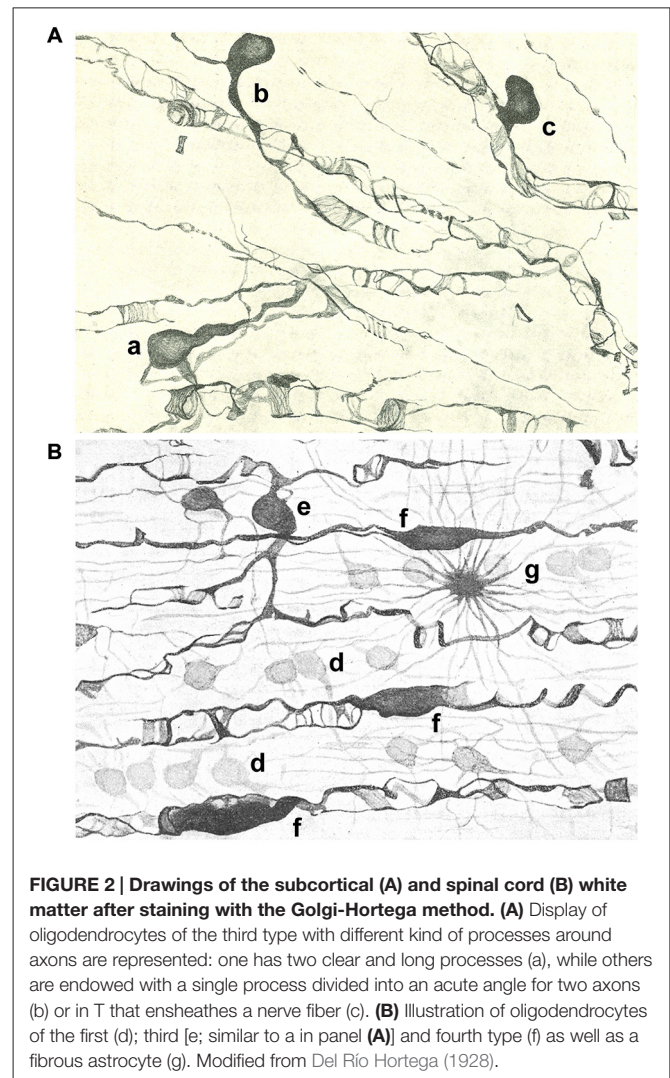 A
b
c
a
B
e
f
g
d
f
d
f
FIGURE 2 | Drawings of the subcortical (A) and spinal cord (B) white
matter after staining with the Golgi-Hortega method. (A) Display of
oligodendrocytes of the third type with different kind of processes around
axons are represented: one has two clear and long processes (a), while others
are endowed with a single process divided into an acute angle for two axons
(b) or in T that ensheathes a nerve fiber (c). (B) Illustration of oligodendrocytes
of the first (d); third [e; similar to a in panel (A)] and fourth type (f) as well as a
fibrous astrocyte (g). Modified from Del Río Hortega (1928).